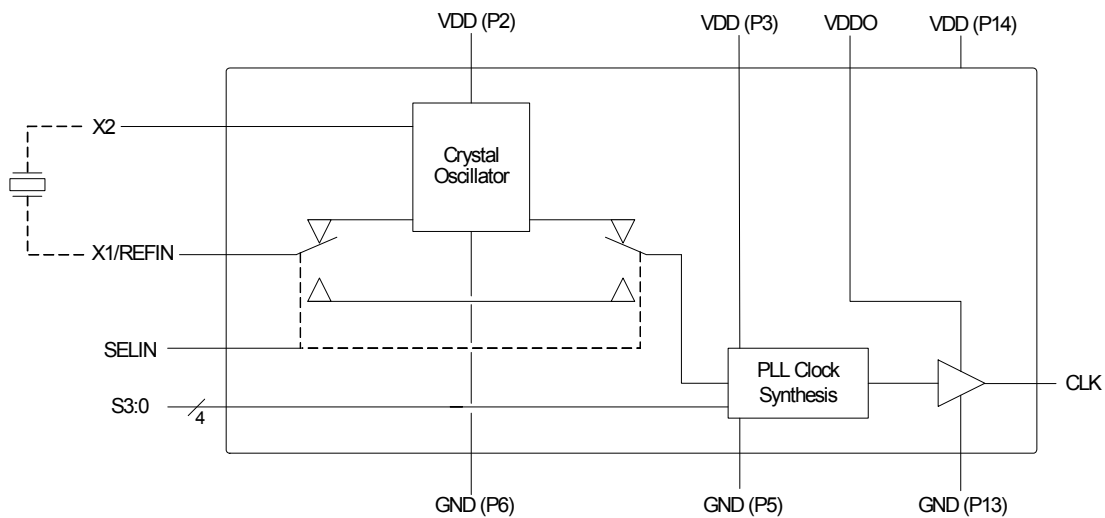 VDD (P2)
VDD (P3)
VDDO
VDD (P14)
X2
Crystal
Oscillator
X1/REFIN
SELIN
PLL Clock
Synthesis
CLK
S3:0
4
GND (P6)
GND (P5)
GND (P13)